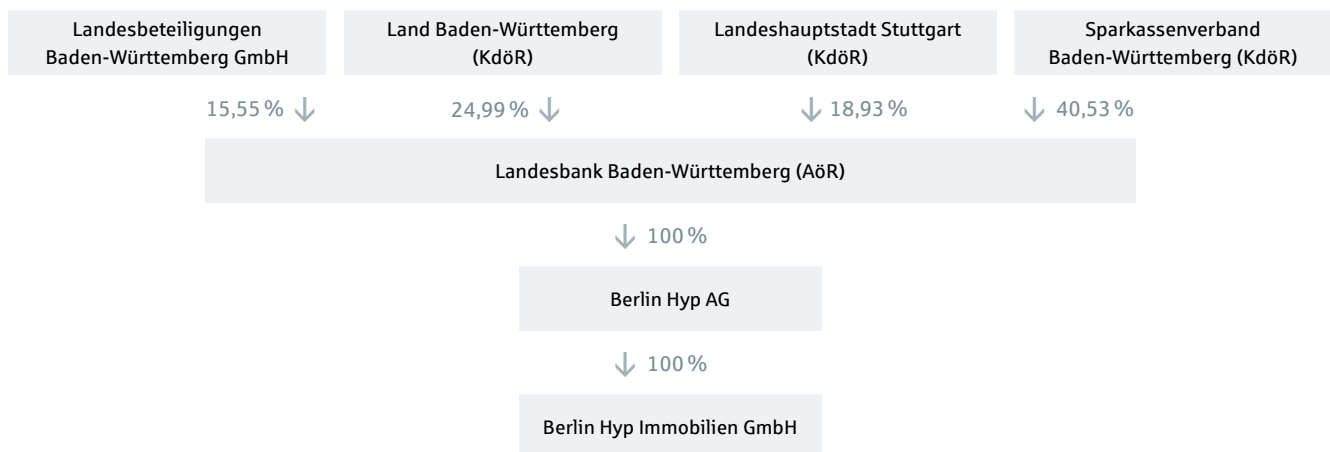 Landesbeteiligungen
Baden-Württemberg GmbH
Land Baden-Württemberg
(KdöR)
Landeshauptstadt Stuttgart
(KdöR)
Sparkassenverband
Baden-Württemberg (KdöR)
15,55 %
24,99 %
18,93 %
40,53 %
Landesbank Baden-Württemberg (AöR)
100 %
Berlin Hyp AG
100 %
Berlin Hyp Immobilien GmbH